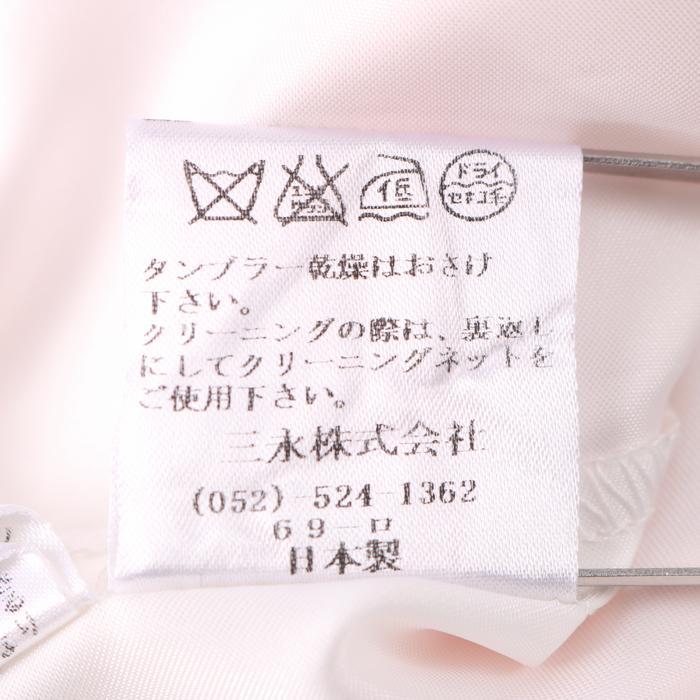 低
ドライ
セキユ系
タンブラー乾燥はおさけ
下さい。
クリーニングの際は、裏返し
にしてクリーニングネットを
ご使用下さい。
三永株式会社
(052)-524-1362
69-ロ
日本製